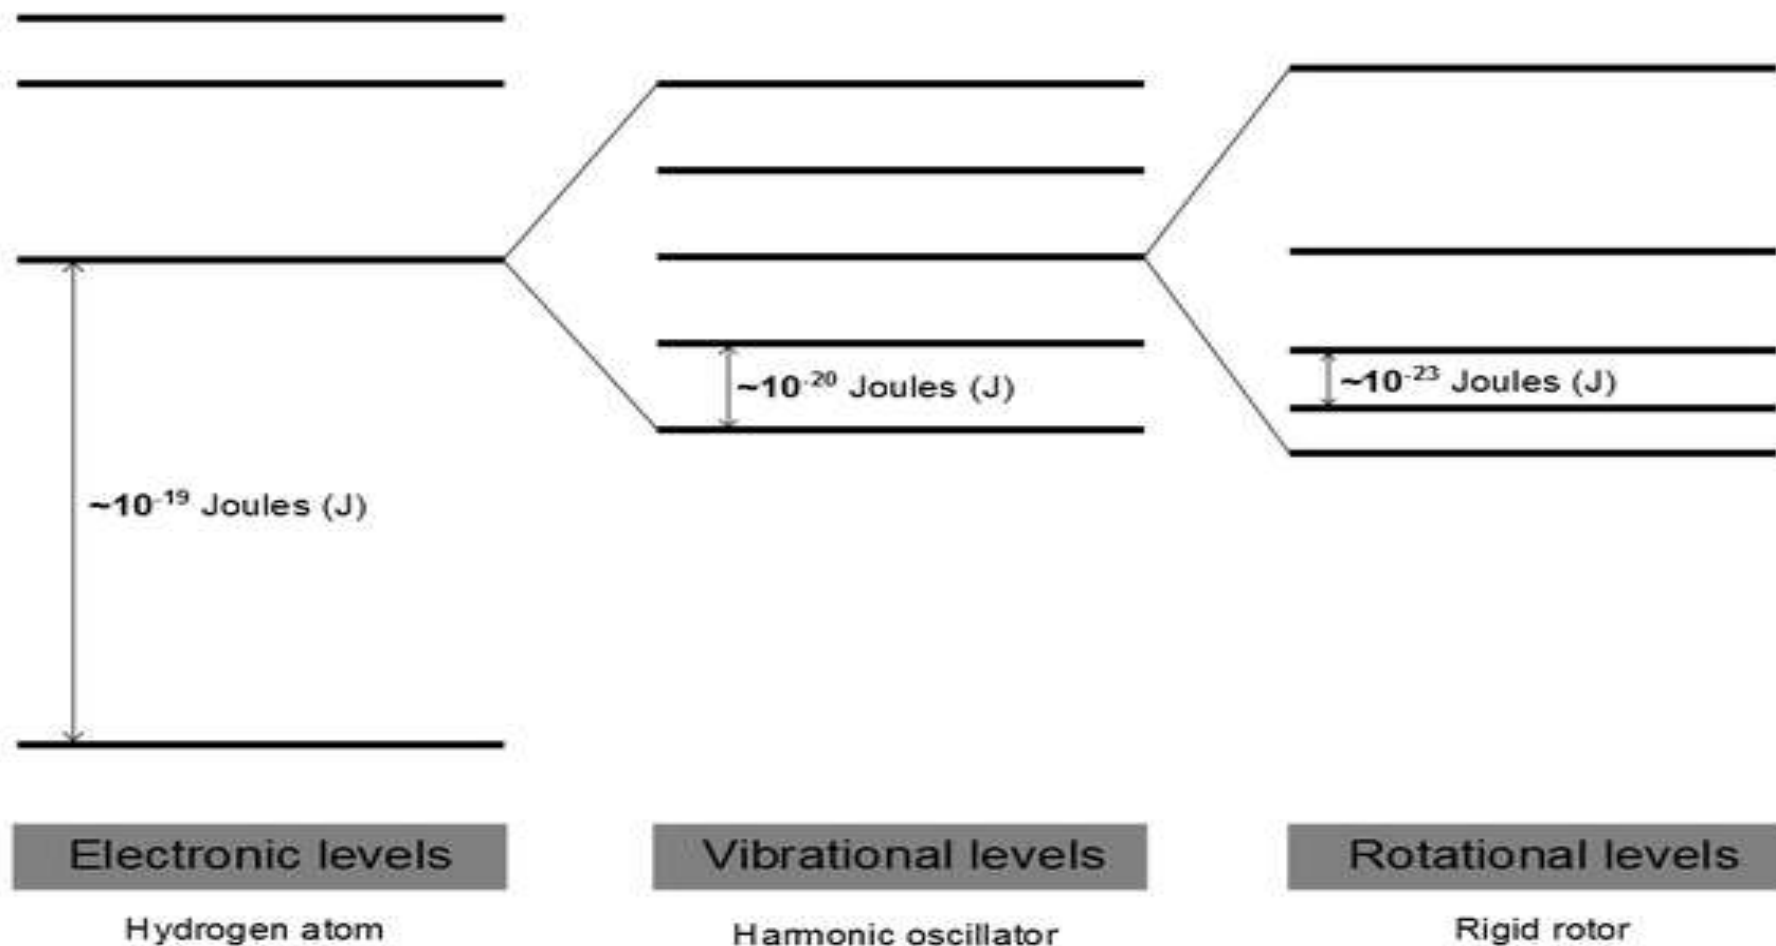 ~10⁻²⁰ Joules (J)
~10⁻²³ Joules (J)
~10⁻¹⁹ Joules (J)
Electronic levels
Vibrational levels
Rotational levels
Hydrogen atom
Harmonic oscillator
Rigid rotor